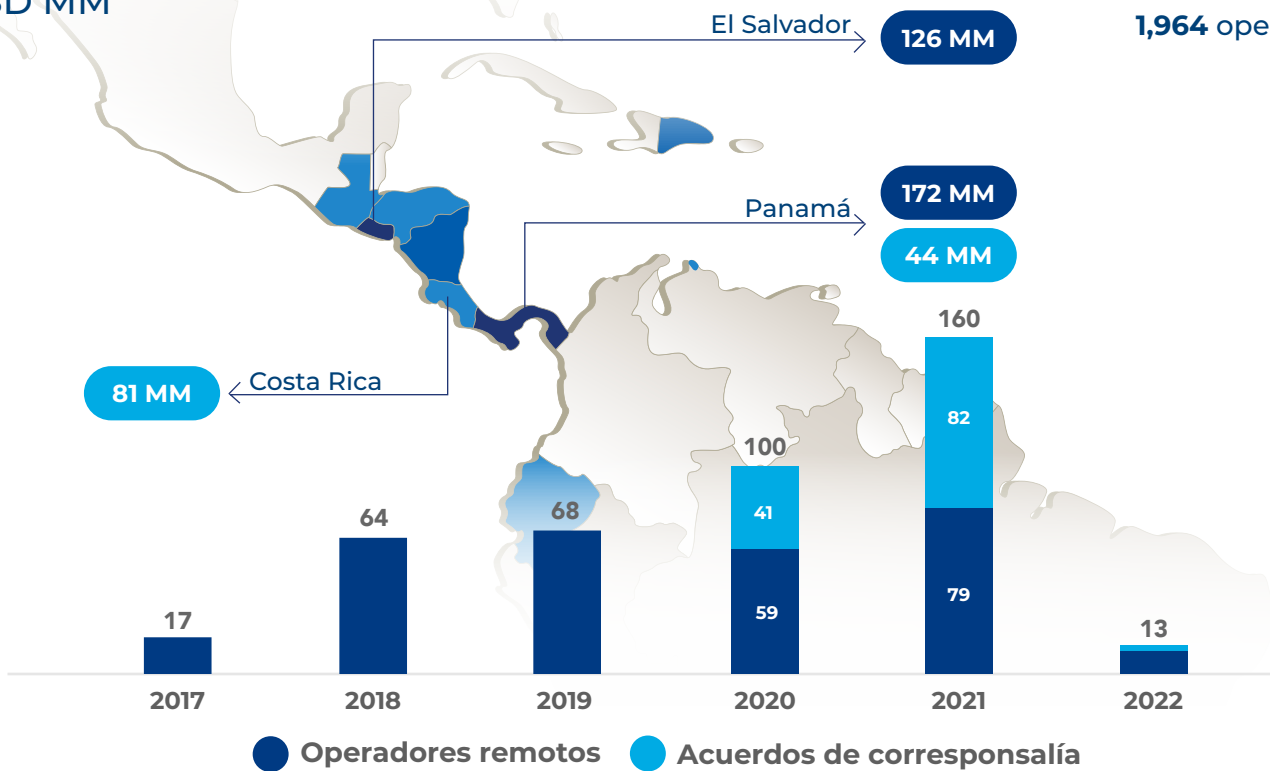 MM
El Salvador
126 MM
1,964
Panamá
172 MM
44 MM
Costa Rica
81 MM
160
82
79
100
41
59
64
68
17
13
2017 2018 2019 2020 2021 2022
Operadores remotos Acuerdos de corresponsalía